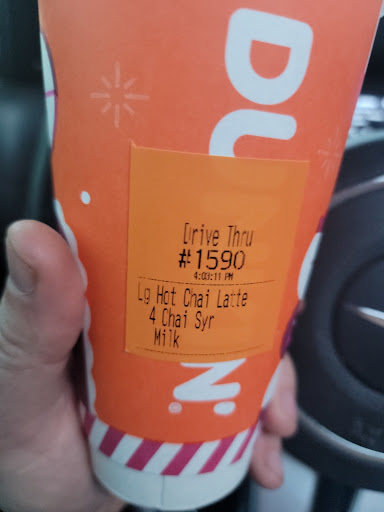 DU
Drive Thru
#1590
4:03:11 PM
Lg Hot Chai Latte
4 Chai Syr
Milk
N
®